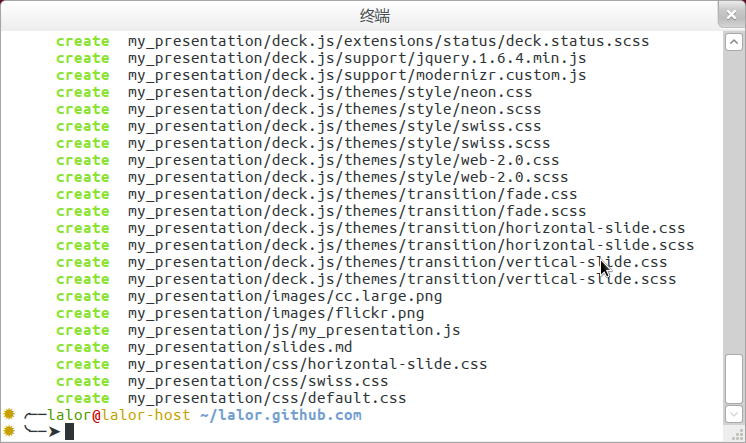 终端
create my_presentation/deck.js/extensions/status/deck.status.scss
create my_presentation/deck.js/support/jquery.1.6.4.min.js
create my_presentation/deck.js/support/modernizr.custom.js
create my_presentation/deck.js/themes/style/neon.css
create my_presentation/deck.js/themes/style/neon.scss
create my_presentation/deck.js/themes/style/swiss.css
create my_presentation/deck.js/themes/style/swiss.scss
create my_presentation/deck.js/themes/style/web-2.0.css
create my_presentation/deck.js/themes/style/web-2.0.scss
create my_presentation/deck.js/themes/transition/fade.css
create my_presentation/deck.js/themes/transition/fade.scss
create my_presentation/deck.js/themes/transition/horizontal-slide.css
create my_presentation/deck.js/themes/transition/horizontal-slide.scss
create my_presentation/deck.js/themes/transition/vertical-slide.css
create my_presentation/deck.js/themes/transition/vertical-slide.scss
create my_presentation/images/cc.large.png
create my_presentation/images/flickr.png
create my_presentation/js/my_presentation.js
create my_presentation/slides.md
create my_presentation/css/horizontal-slide.css
create my_presentation/css/swiss.css
create my_presentation/css/default.css
✹ ╭──lalor@lalor-host ~/lalor.github.com
✹ ╰──➤